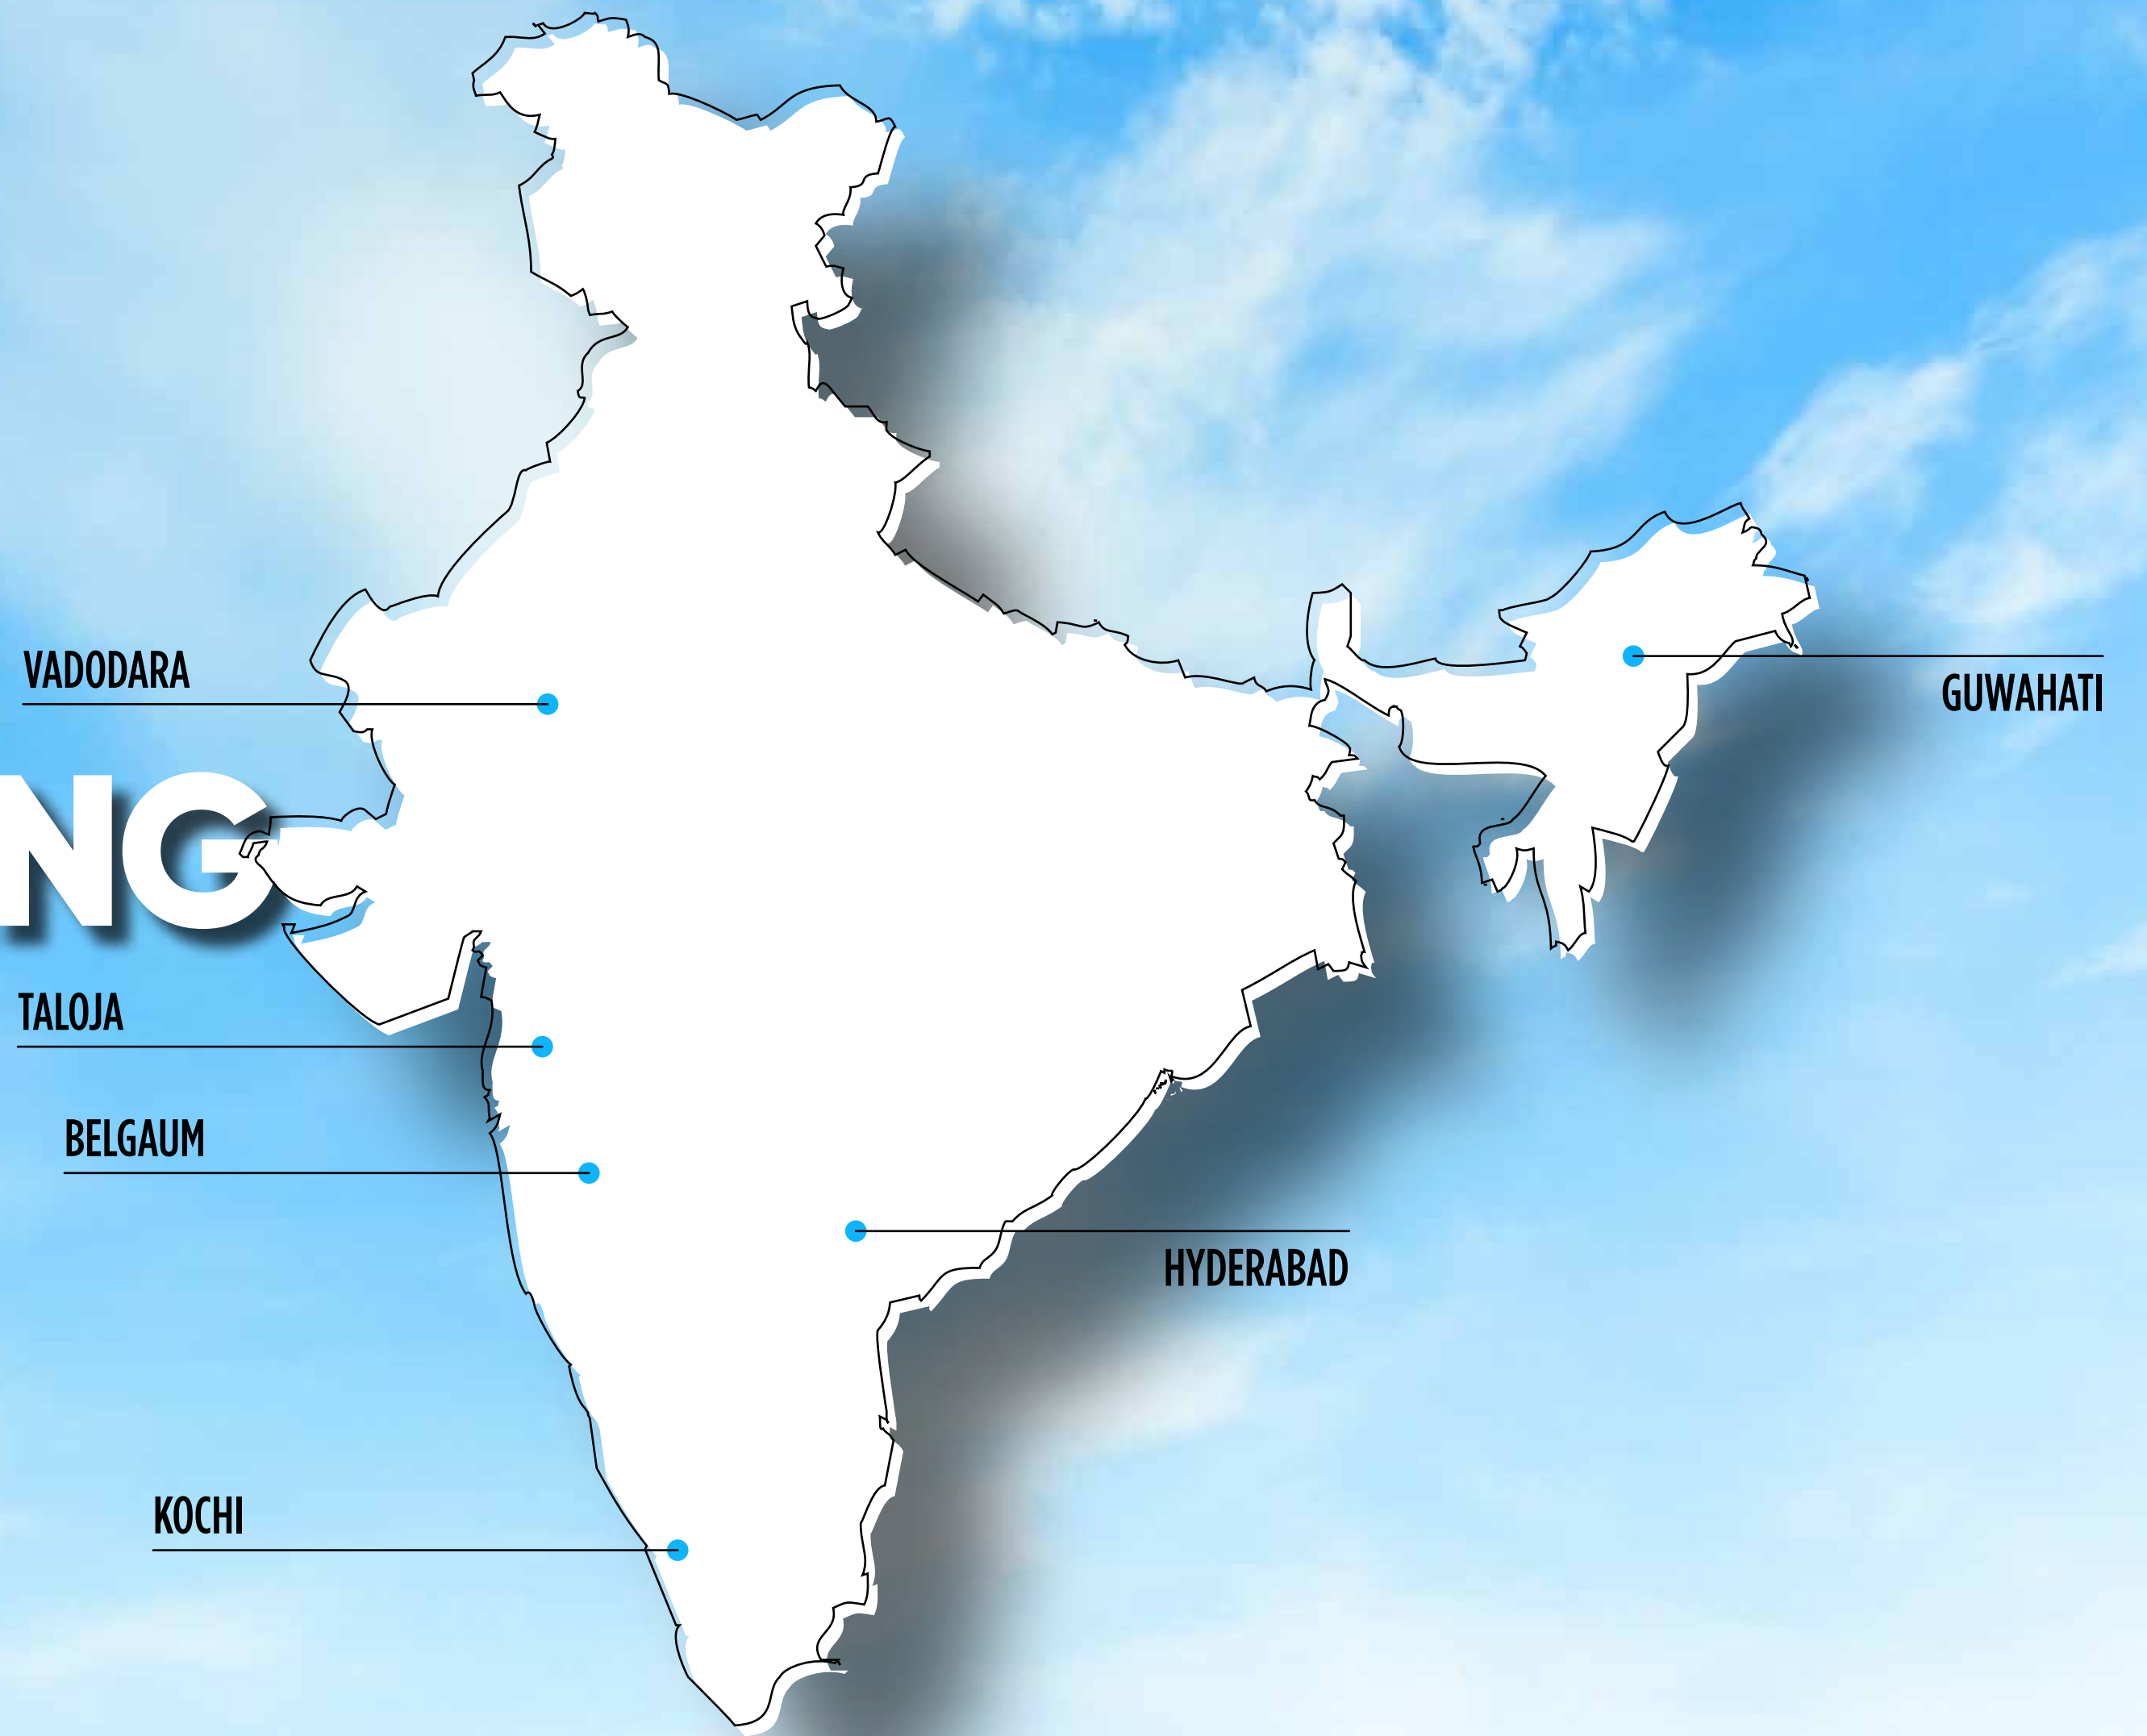 VADODARA
GUWAHATI
NG
TALOJA
BELGAUM
HYDERABAD
KOCHI